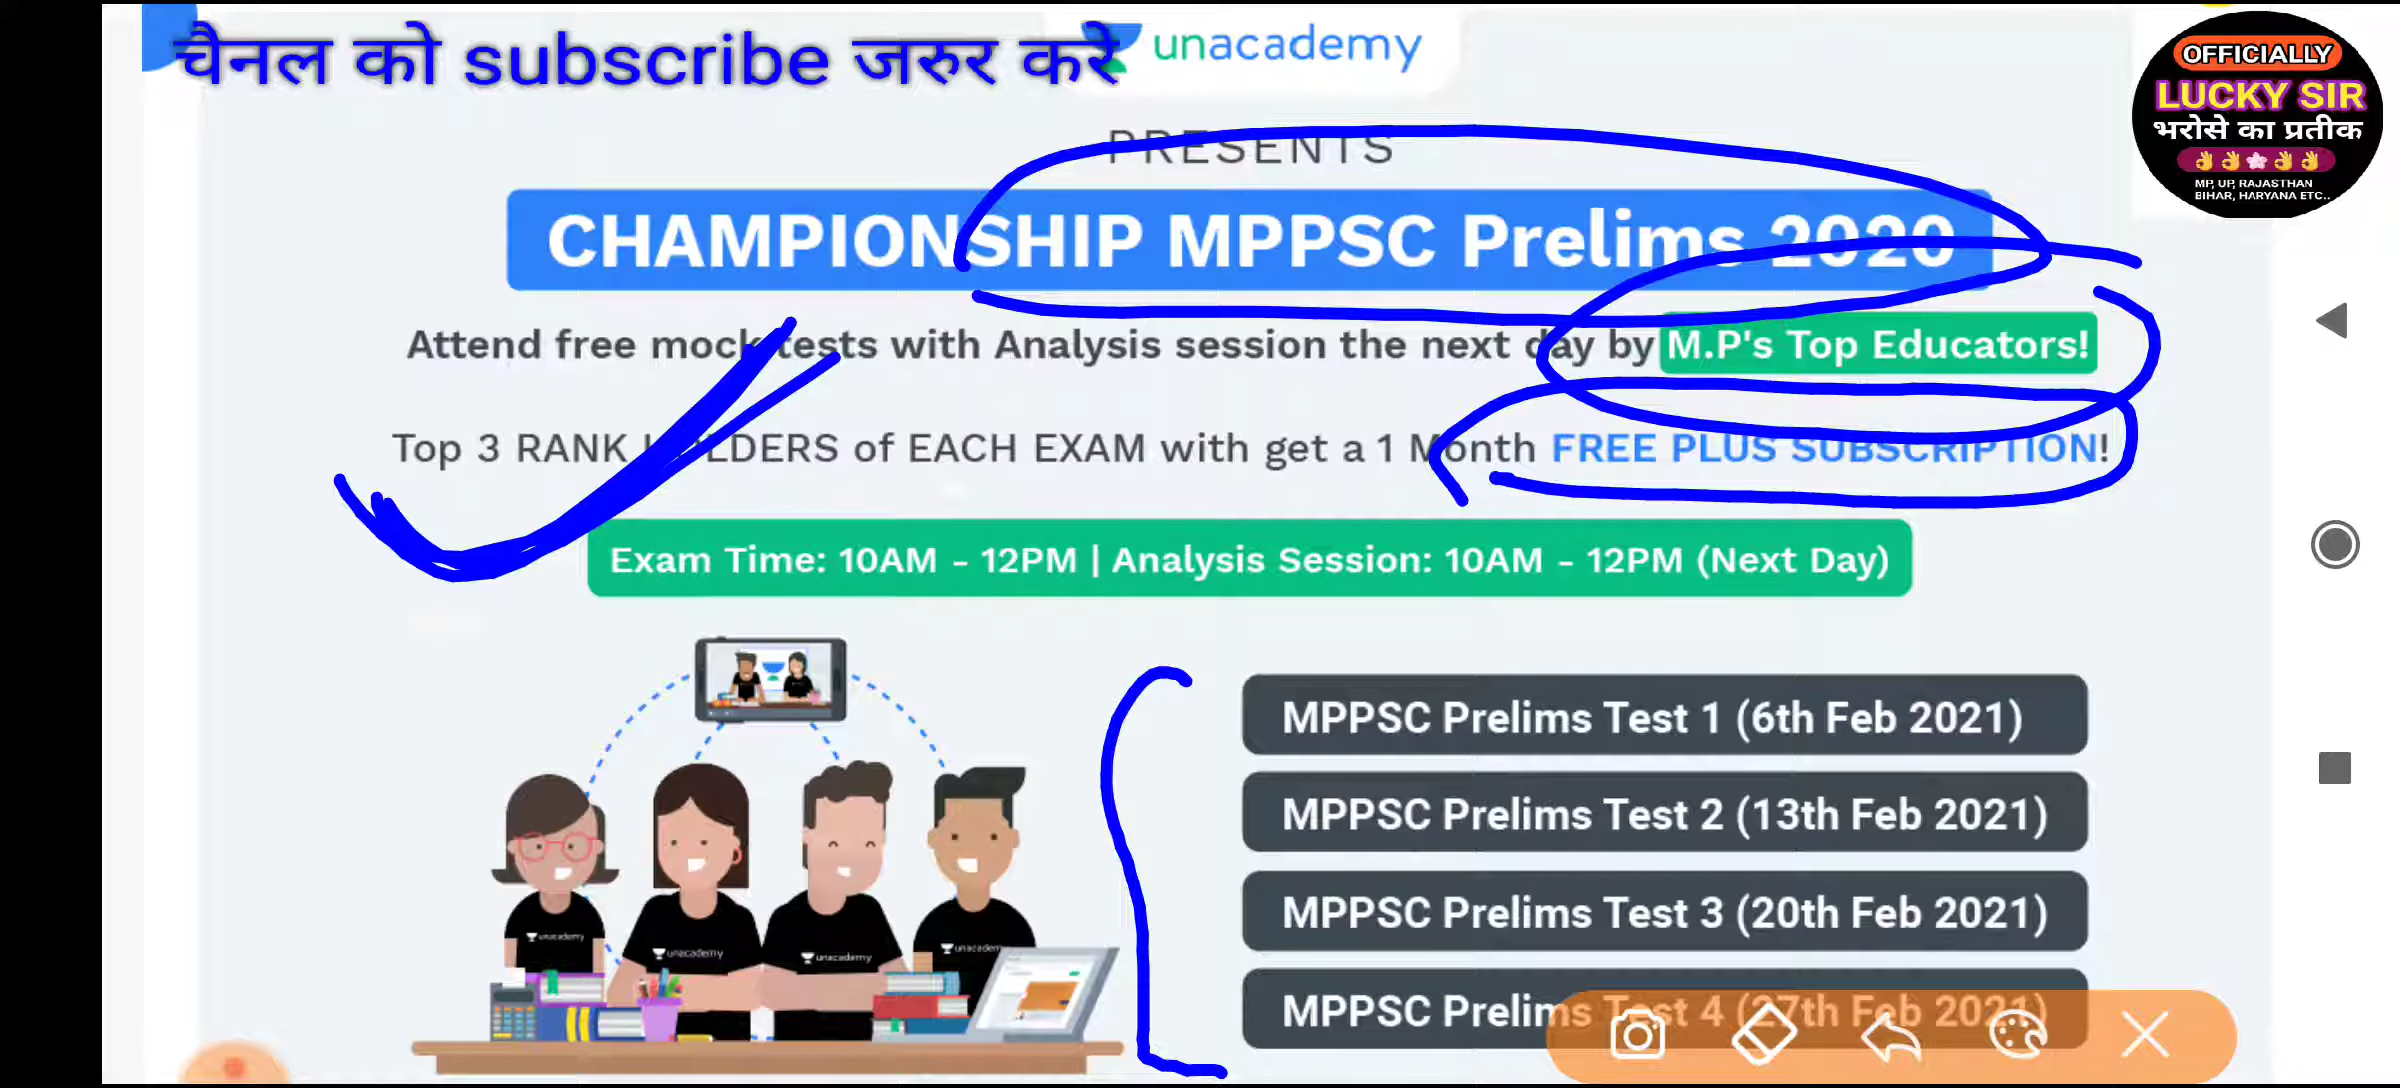 चैनल को subscribe जरुर करे
unacademy
OFFICIALLY
LUCKY SIR
भरोसे का प्रतीक
MP, UP, RAJASTHAN
BIHAR, HARYANA ETC..
PRESENTS
CHAMPIONSHIP MPPSC Prelims 2020
Attend free mock tests with Analysis session the next day by M.P's Top Educators!
Top 3 RANK HOLDERS of EACH EXAM with get a 1 Month FREE PLUS SUBSCRIPTION!
Exam Time: 10AM - 12PM | Analysis Session: 10AM - 12PM (Next Day)
MPPSC Prelims Test 1 (6th Feb 2021)
MPPSC Prelims Test 2 (13th Feb 2021)
MPPSC Prelims Test 3 (20th Feb 2021)
MPPSC Prelims Test 4 (27th Feb 2021)
unacademy
unacademy
unacademy
unacademy